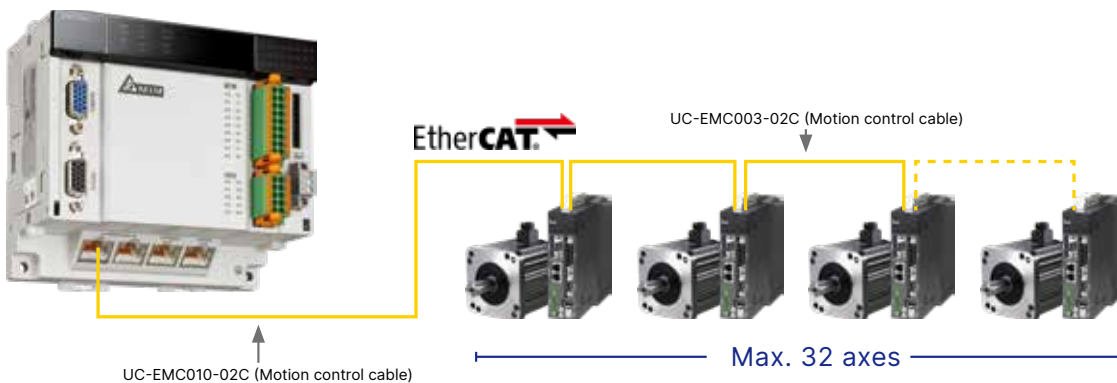 EtherCAT.
UC-EMC003-02C (Motion control cable)
Max. 32 axes
UC-EMC010-02C (Motion control cable)